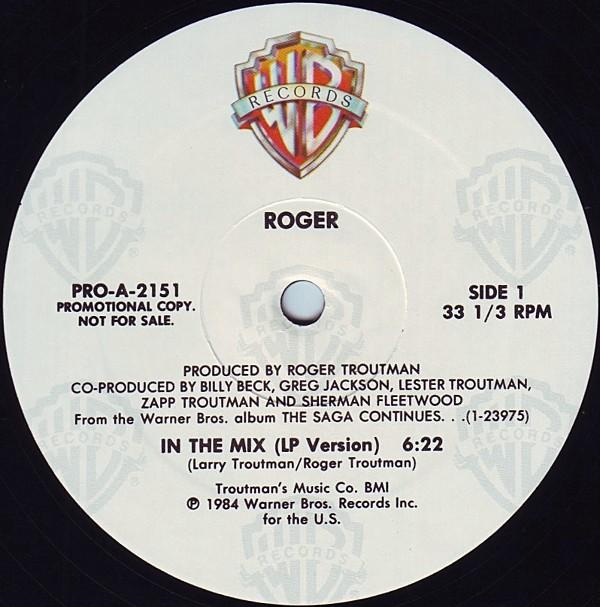 WB
RECORDS
ROGER
PRO-A-2151
PROMOTIONAL COPY.
NOT FOR SALE.
SIDE 1
33 1/3 RPM
PRODUCED BY ROGER TROUTMAN
CO-PRODUCED BY BILLY BECK, GREG JACKSON, LESTER TROUTMAN,
ZAPP TROUTMAN AND SHERMAN FLEETWOOD
From the Warner Bros. album THE SAGA CONTINUES. . .(1-23975)
IN THE MIX (LP Version) 6:22
(Larry Troutman/Roger Troutman)
Troutman's Music Co. BMI
℗ 1984 Warner Bros. Records Inc.
for the U.S.